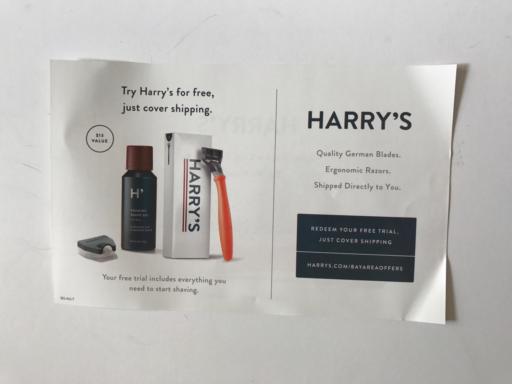 Try Harry's for free,
just cover shipping.
$15
VALUE
H'
HARRY'S
Your free trial includes everything you
need to start shaving.
HARRY'S
Quality German Blades.
Ergonomic Razors.
Shipped Directly to You.
REDEEM YOUR FREE TRIAL,
JUST COVER SHIPPING
HARRYS.COM/BAYAREAOFFERS